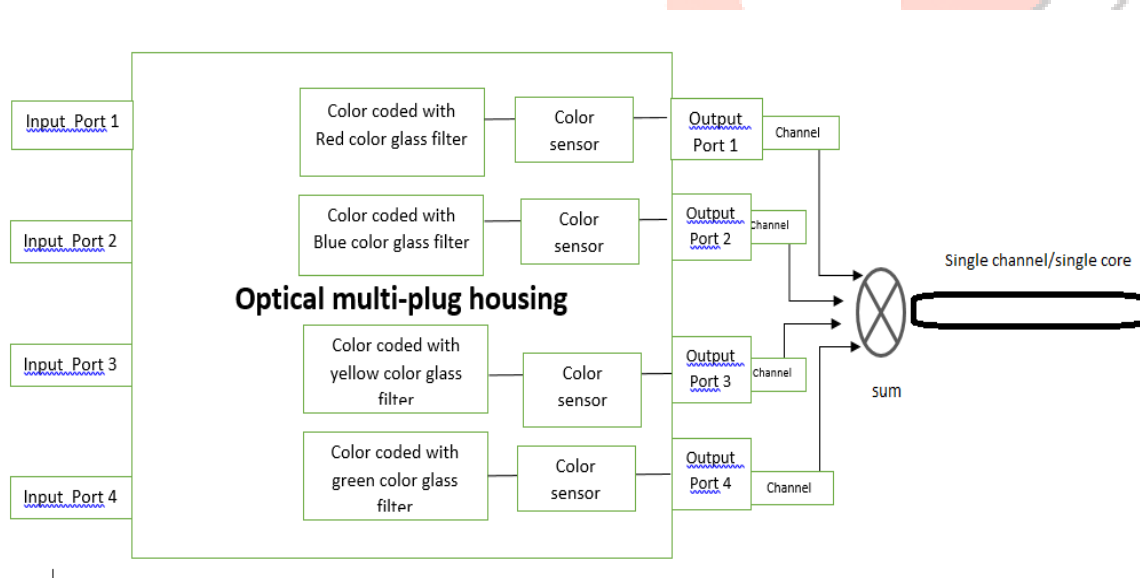 Input Port 1
Color coded with
Red color glass filter
Color
sensor
Output
Port 1
Channel
Input Port 2
Color coded with
Blue color glass filter
Color
sensor
Output
Port 2
Channel
Single channel/single core
Optical multi-plug housing
Input Port 3
Color coded with
yellow color glass
filter
Color
sensor
Output
Port 3
Channel
sum
Input Port 4
Color coded with
green color glass
filter
Color
sensor
Output
Port 4
Channel